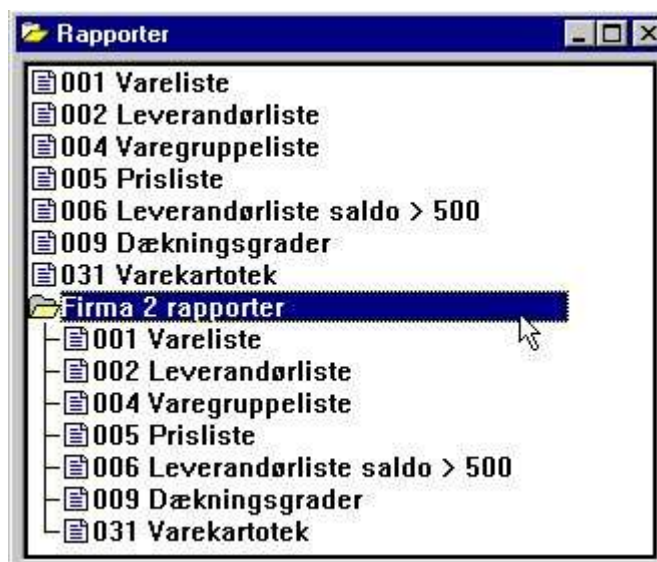 Rapporter
001 Vareliste
002 Leverandørliste
004 Varegruppeliste
005 Prisliste
006 Leverandørliste saldo > 500
009 Dækningsgrader
031 Varekartotek
Firma 2 rapporter
001 Vareliste
002 Leverandørliste
004 Varegruppeliste
005 Prisliste
006 Leverandørliste saldo > 500
009 Dækningsgrader
031 Varekartotek